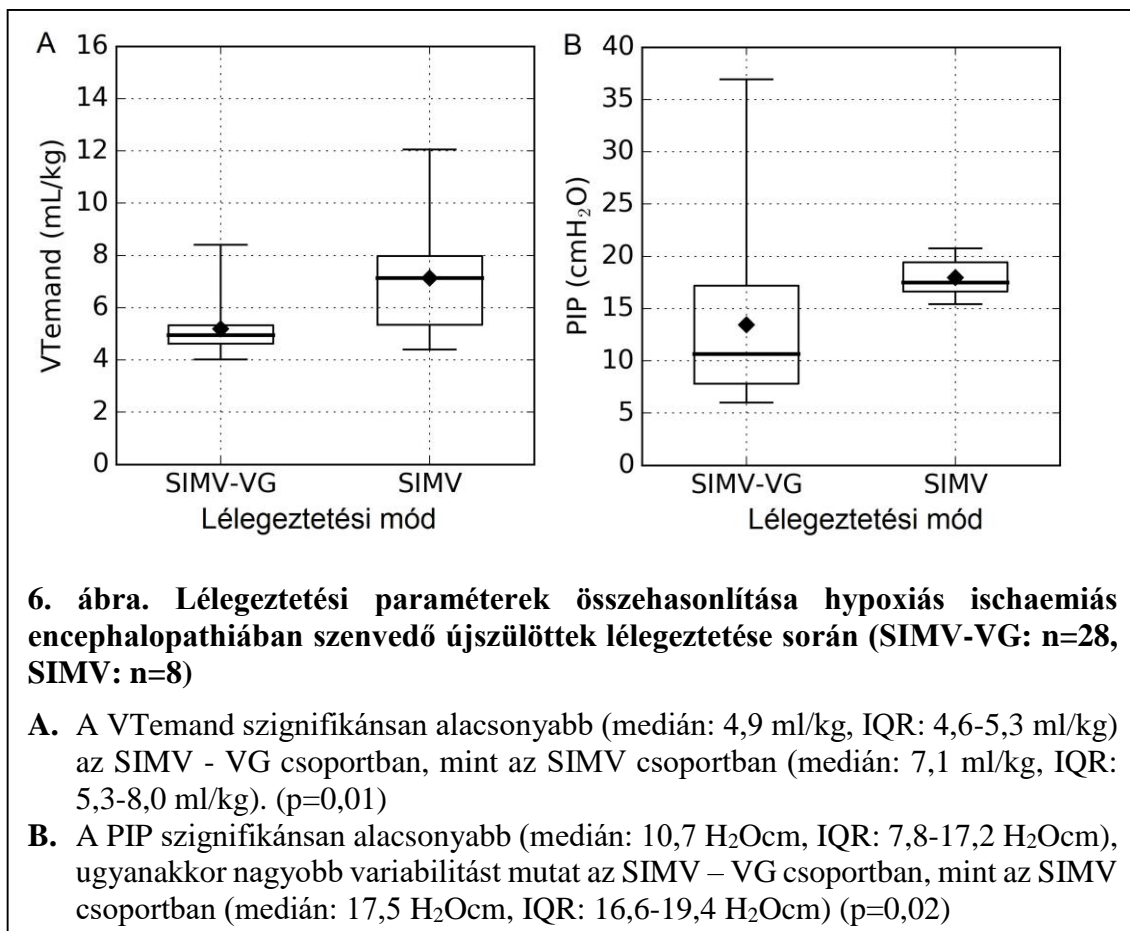 A
16
14
12
10
8
6
4
2
0
VTemand (mL/kg)
SIMV-VG SIMV
Lélegeztetési mód
B
40
35
30
25
20
15
10
5
0
PIP (cmH₂O)
SIMV-VG SIMV
Lélegeztetési mód
6. ábra. Lélegeztetési paraméterek összehasonlítása hypoxiás ischaemiás
encephalopathiában szenvedő újszülöttek lélegeztetése során (SIMV-VG: n=28,
SIMV: n=8)
A. A VTemand szignifikánsan alacsonyabb (medián: 4,9 ml/kg, IQR: 4,6-5,3 ml/kg)
az SIMV - VG csoportban, mint az SIMV csoportban (medián: 7,1 ml/kg, IQR:
5,3-8,0 ml/kg). (p=0,01)
B. A PIP szignifikánsan alacsonyabb (medián: 10,7 H₂Ocm, IQR: 7,8-17,2 H₂Ocm),
ugyanakkor nagyobb variabilitást mutat az SIMV – VG csoportban, mint az SIMV
csoportban (medián: 17,5 H₂Ocm, IQR: 16,6-19,4 H₂Ocm) (p=0,02)